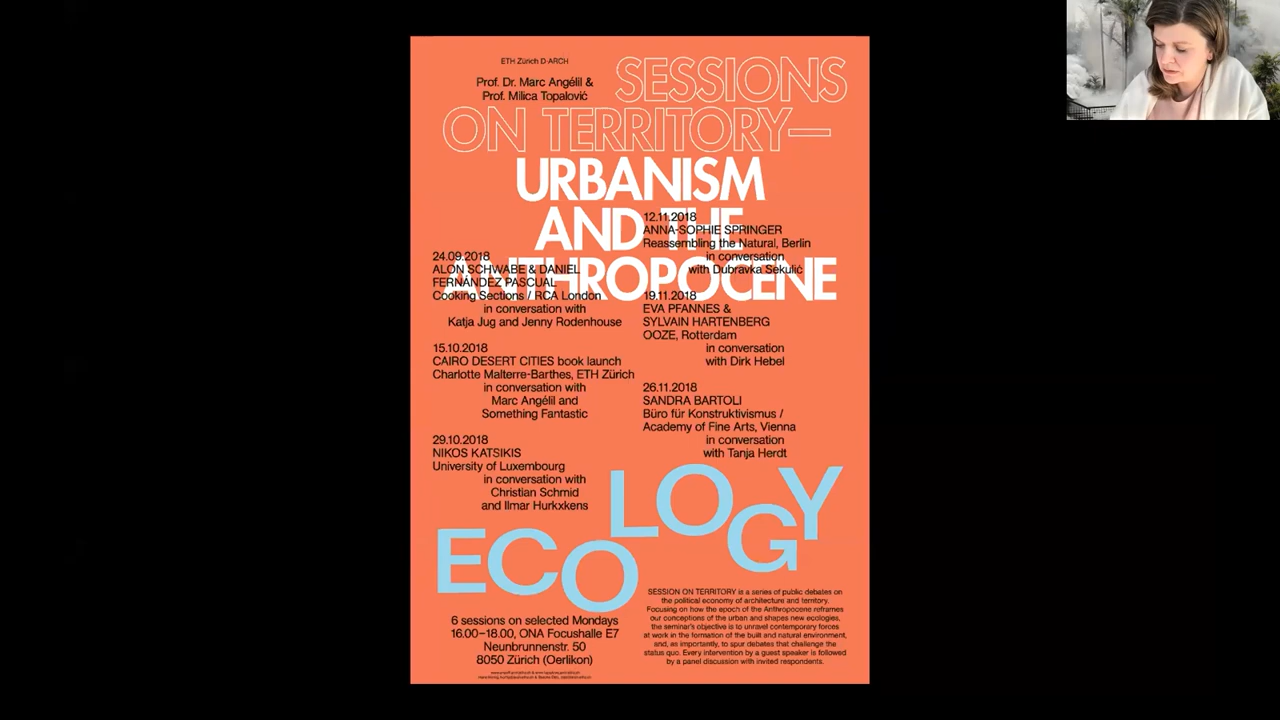 ETH Zürich D-ARCH
Prof. Dr. Marc Angélil &
Prof. Milica Topalović
SESSIONS
ON TERRITORY—
URBANISM
AND THE
ANTHROPOCENE
24.09.2018
ALON SCHWABE & DANIEL
FERNÁNDEZ PASCUAL
Cooking Sections / RCA London
in conversation with
Katja Jug and Jenny Rodenhouse
15.10.2018
CAIRO DESERT CITIES book launch
Charlotte Malterre-Barthes, ETH Zürich
in conversation with
Marc Angélil and
Something Fantastic
29.10.2018
NIKOS KATSIKIS
University of Luxembourg
in conversation with
Christian Schmid
and Ilmar Hurkxkens
12.11.2018
ANNA-SOPHIE SPRINGER
Reassembling the Natural, Berlin
in conversation
with Dubravka Sekulić
19.11.2018
EVA PFANNES &
SYLVAIN HARTENBERG
OOZE, Rotterdam
in conversation
with Dirk Hebel
26.11.2018
SANDRA BARTOLI
Büro für Konstruktivismus /
Academy of Fine Arts, Vienna
in conversation
with Tanja Herdt
ECOLOGY
6 sessions on selected Mondays
16.00–18.00, ONA Focushalle E7
Neunbrunnenstr. 50
8050 Zürich (Oerlikon)
SESSION ON TERRITORY is a series of public debates on
the political economy of architecture and territory.
Focusing on how the epoch of the Anthropocene reframes
our conceptions of the urban and shapes new ecologies,
the seminar's objective is to unravel contemporary forces
at work in the formation of the built and natural environment,
and, as importantly, to spur debates that challenge the
status quo. Every intervention by a guest speaker is followed
by a panel discussion with invited respondents.